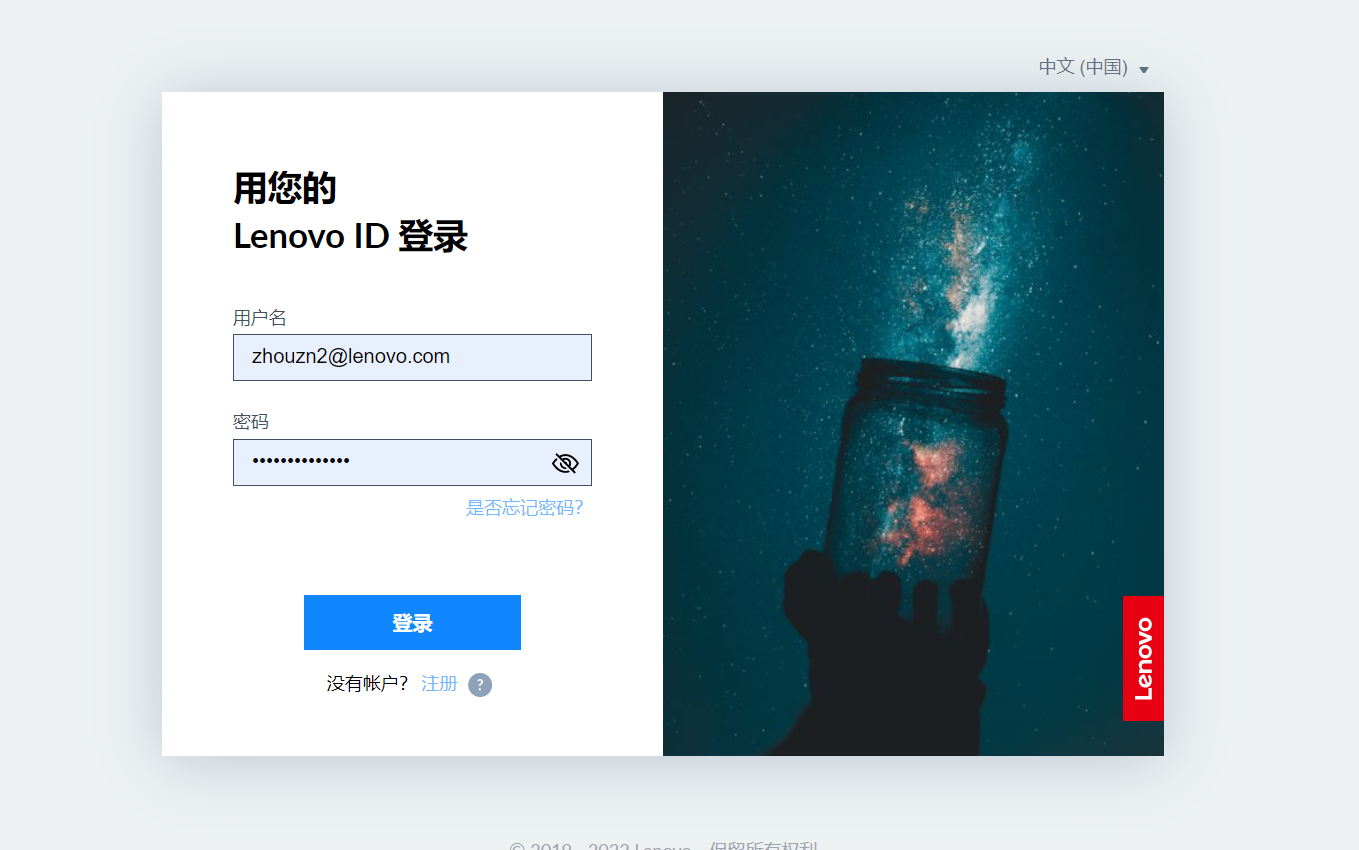 中文 (中国)
用您的
Lenovo ID 登录
用户名
zhouzn2@lenovo.com
密码
••••••••••••••
是否忘记密码?
登录
没有帐户? 注册 ?
Lenovo
© 2019 - 2022 Lenovo。保留所有权利